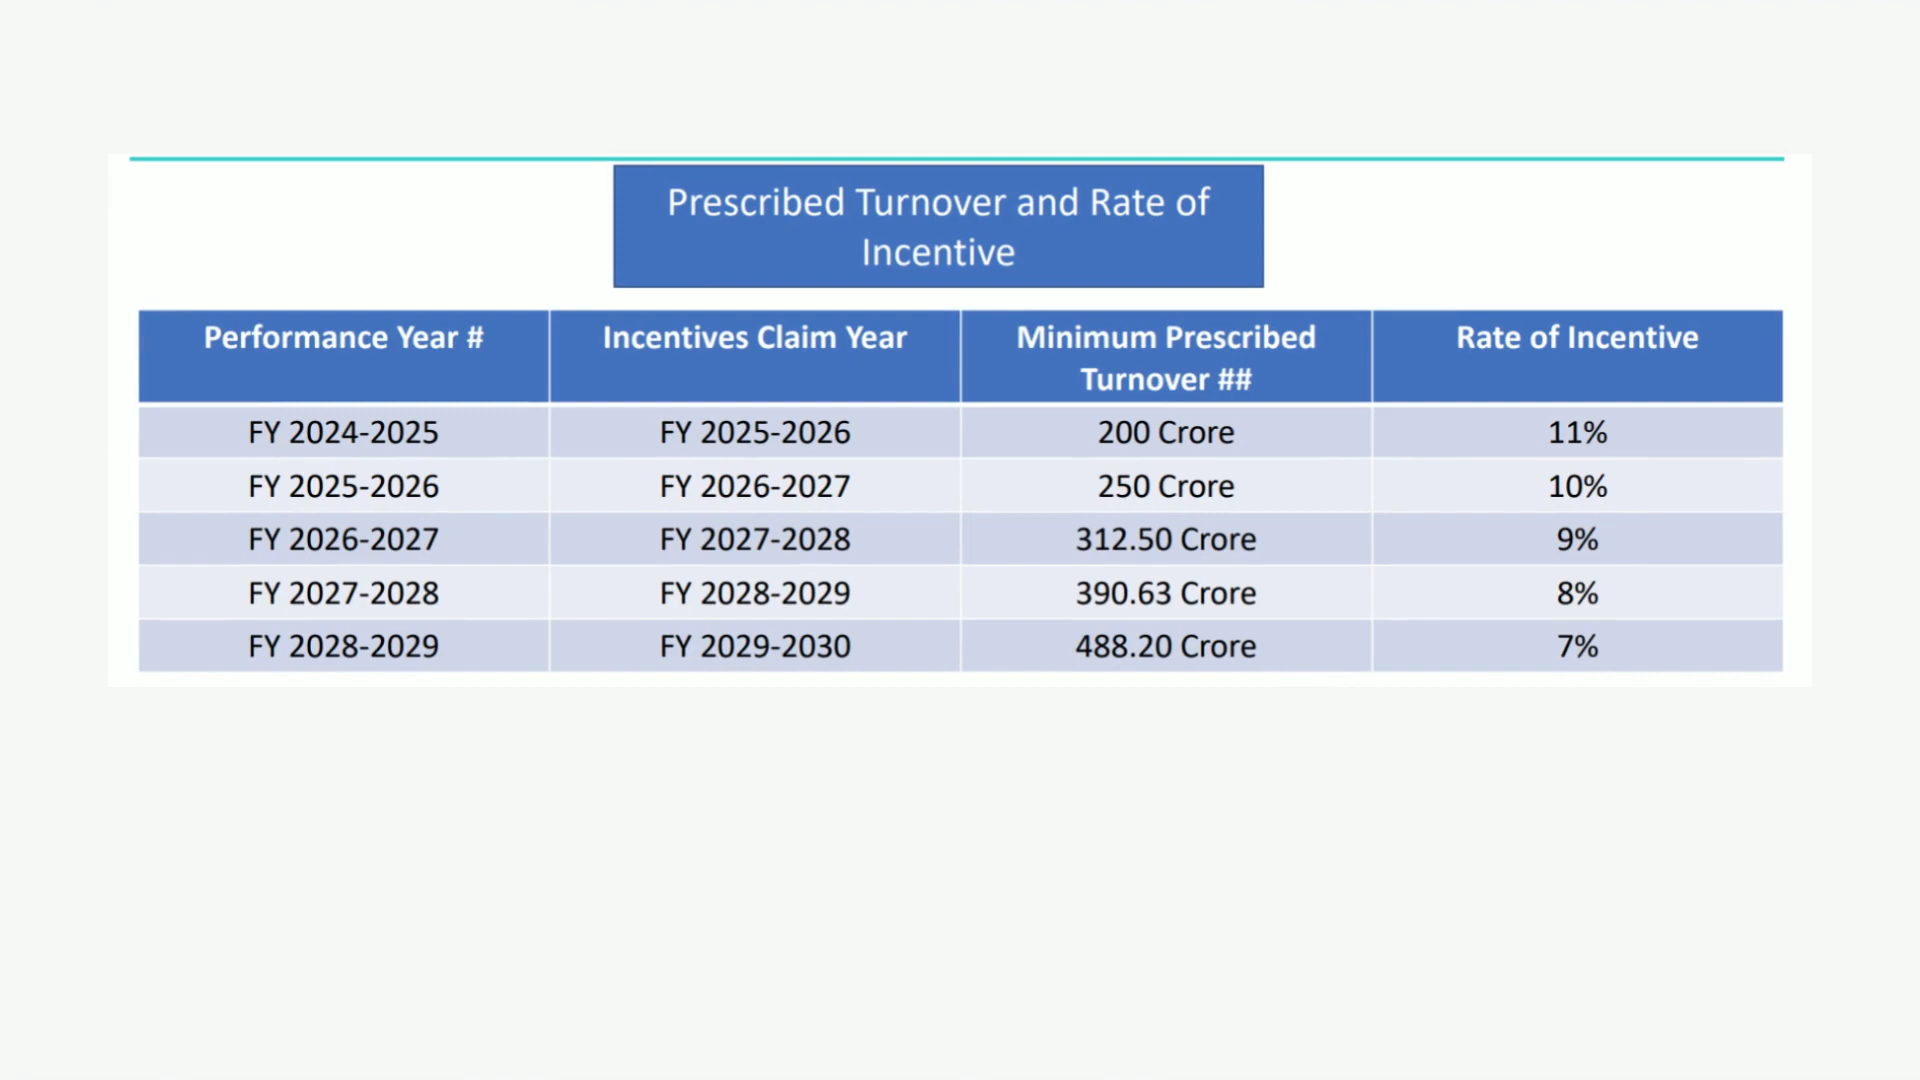 Prescribed Turnover and Rate of
Incentive
Performance Year # Incentives Claim Year Minimum Prescribed Turnover ## Rate of Incentive
FY 2024-2025 FY 2025-2026 200 Crore 11%
FY 2025-2026 FY 2026-2027 250 Crore 10%
FY 2026-2027 FY 2027-2028 312.50 Crore 9%
FY 2027-2028 FY 2028-2029 390.63 Crore 8%
FY 2028-2029 FY 2029-2030 488.20 Crore 7%